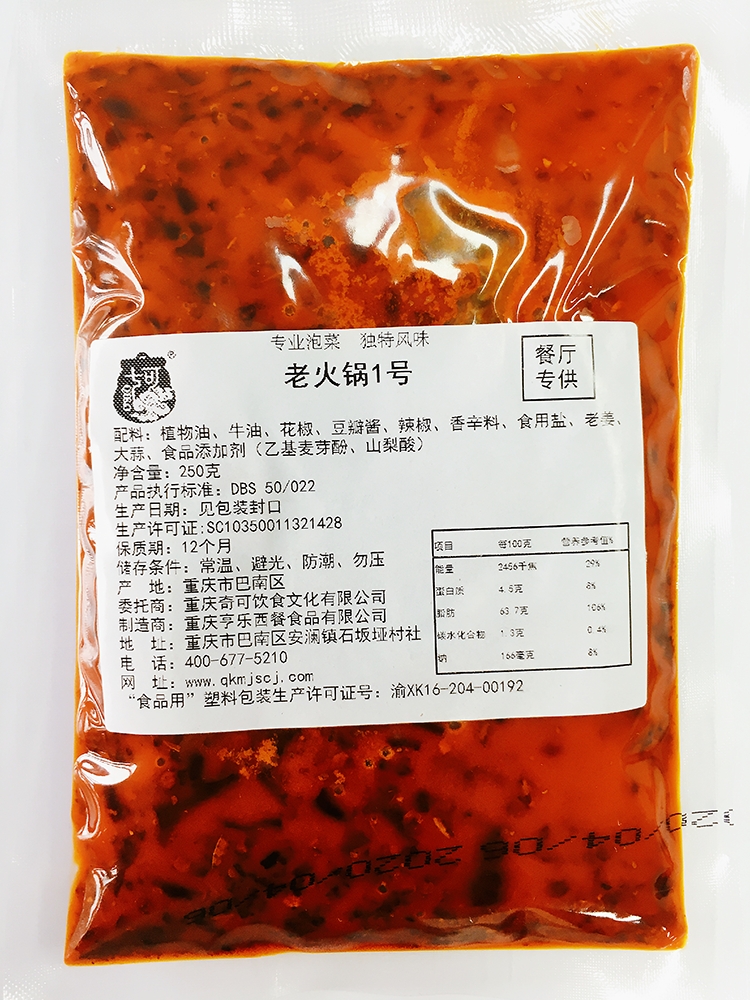 专业泡菜 独特风味
老火锅1号
餐厅
专供
®
配料：植物油、牛油、花椒、豆瓣酱、辣椒、香辛料、食用盐、老姜、
大蒜、食品添加剂（乙基麦芽酚、山梨酸）
净含量：250克
产品执行标准：DBS 50/022
生产日期：见包装封口
生产许可证:SC10350011321428
保质期：12个月
储存条件：常温、避光、防潮、勿压
产 地：重庆市巴南区
委托商：重庆奇可饮食文化有限公司
制造商：重庆亨乐西餐食品有限公司
地 址：重庆市巴南区安澜镇石坂垭村社
电 话：400-677-5210
网 址：www.qkmjscj.com
“食品用”塑料包装生产许可证号：渝XK16-204-00192
项目 每100克 营养参考值%
能量 2456千焦 29%
蛋白质 4.5克 8%
脂肪 63.7克 106%
碳水化合物 1.3克 0.4%
钠 166毫克 8%
2020/04/06